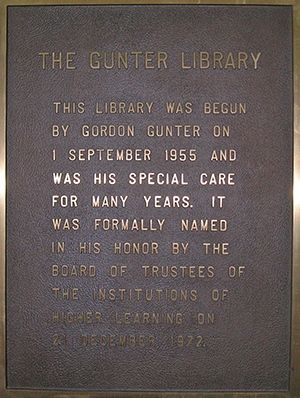 THE GUNTER LIBRARY
THIS LIBRARY WAS BEGUN
BY GORDON GUNTER ON
1 SEPTEMBER 1955 AND
WAS HIS SPECIAL CARE
FOR MANY YEARS. IT
WAS FORMALLY NAMED
IN HIS HONOR BY THE
BOARD OF TRUSTEES OF
THE INSTITUTIONS OF
HIGHER LEARNING ON
21 DECEMBER, 1972.